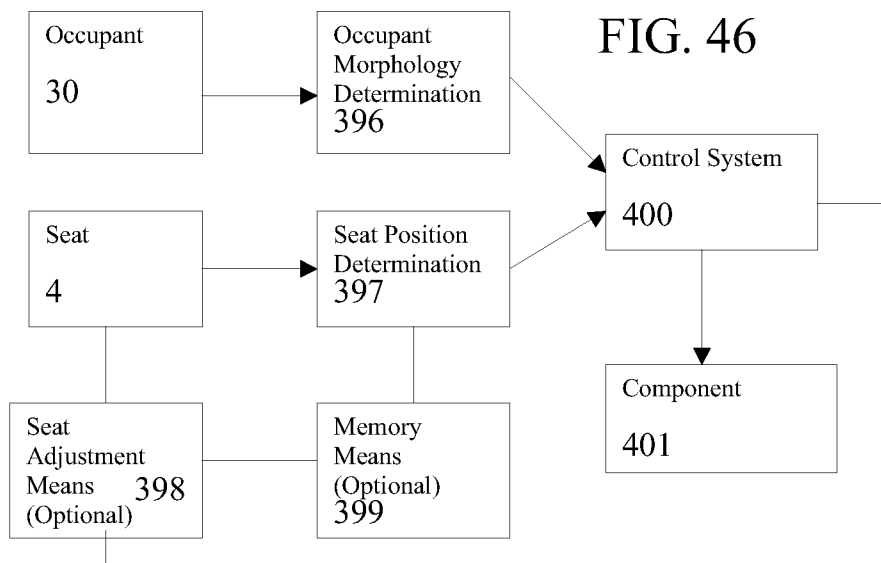 FIG. 46
Occupant
30
Occupant
Morphology
Determination
396
Control System
400
Seat
4
Seat Position
Determination
397
Component
401
Seat
Adjustment
Means
(Optional) 398
Memory
Means
(Optional)
399